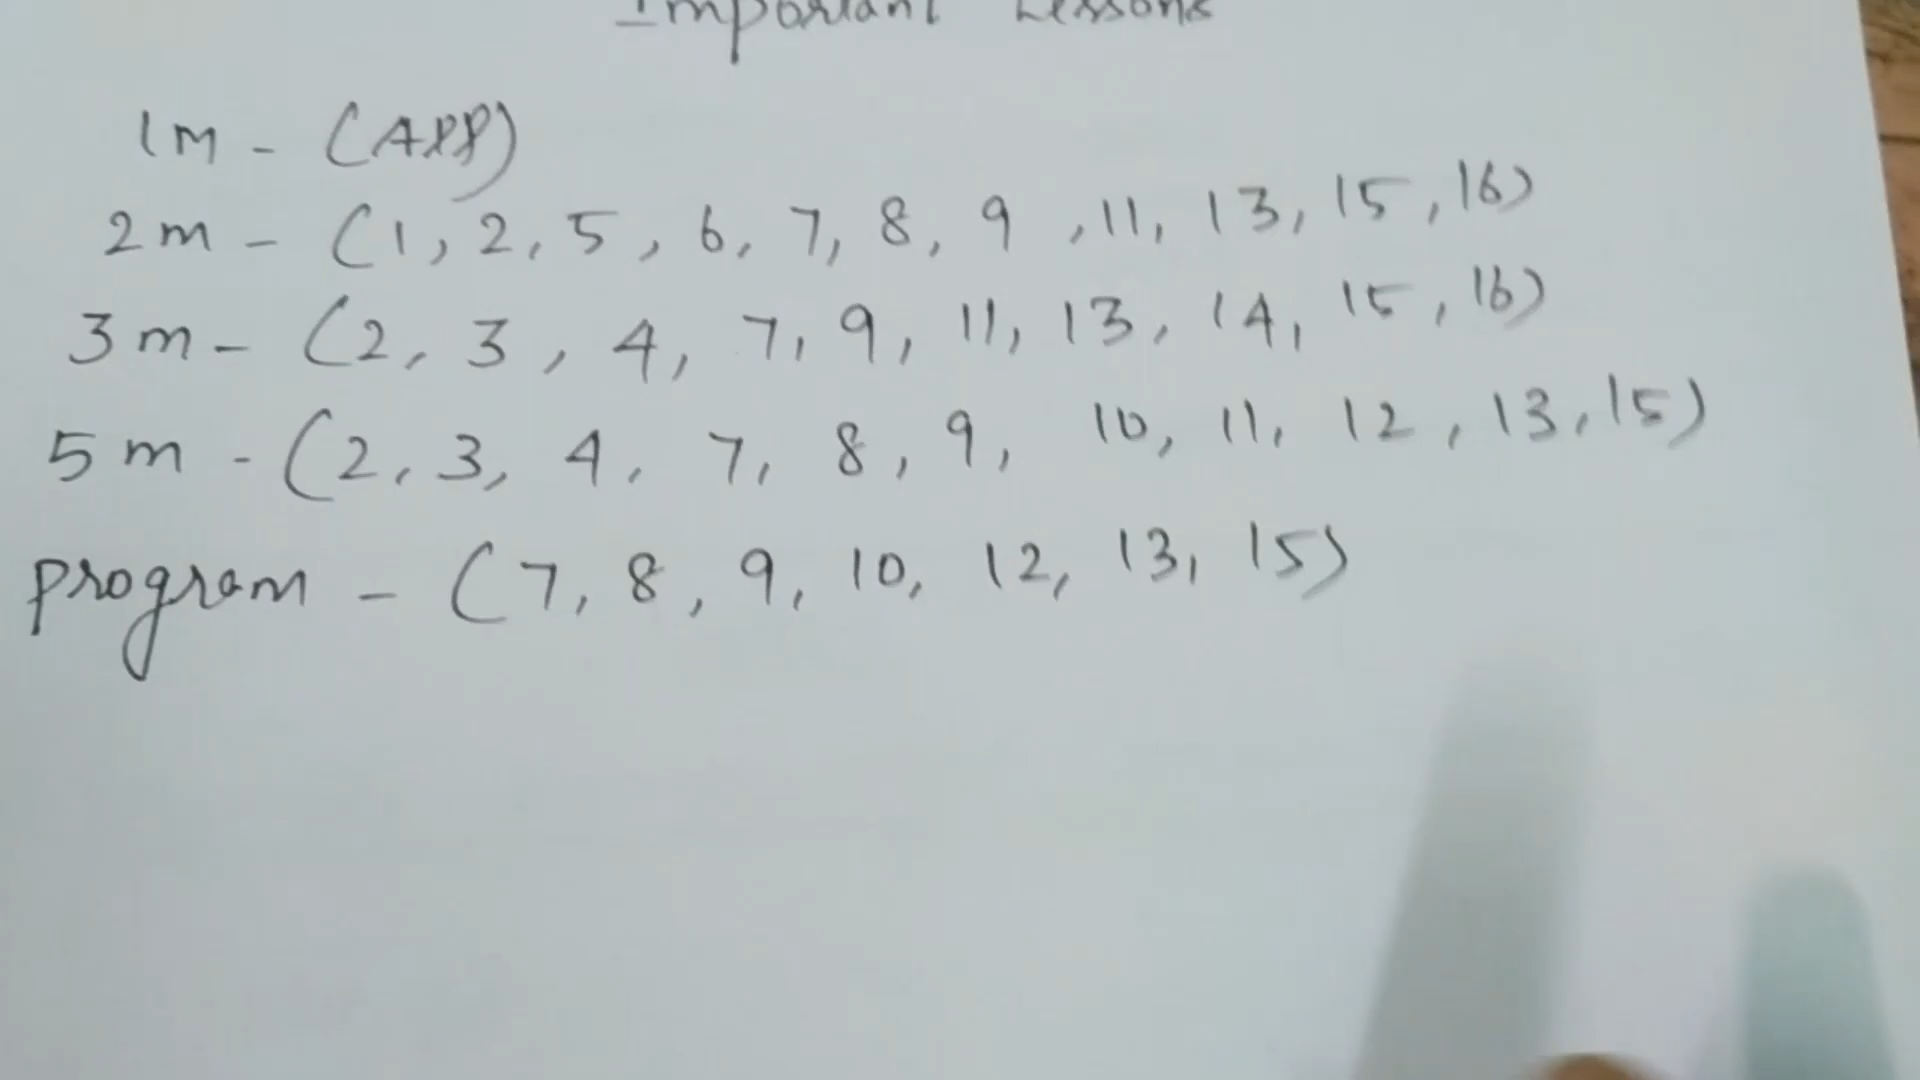 Important Lessons
1m - (All)
2m - (1, 2, 5, 6, 7, 8, 9, 11, 13, 15, 16)
3m - (2, 3, 4, 7, 9, 11, 13, 14, 15, 16)
5m - (2, 3, 4, 7, 8, 9, 10, 11, 12, 13, 15)
program - (7, 8, 9, 10, 12, 13, 15)